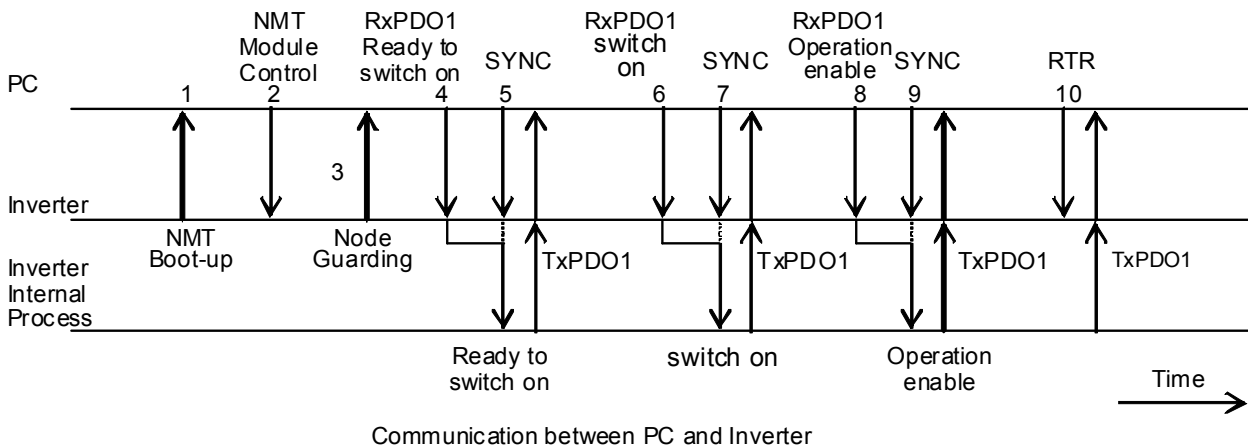 NMT
Module
Control
RxPDO1
Ready to
switch on
SYNC
RxPDO1
switch
on
SYNC
RxPDO1
Operation
enable
SYNC
RTR
PC
1
2
4
5
6
7
8
9
10
3
Inverter
NMT
Boot-up
Node
Guarding
TxPDO1
TxPDO1
TxPDO1
TxPDO1
Inverter
Internal
Process
Ready to
switch on
switch on
Operation
enable
Time
Communication between PC and Inverter